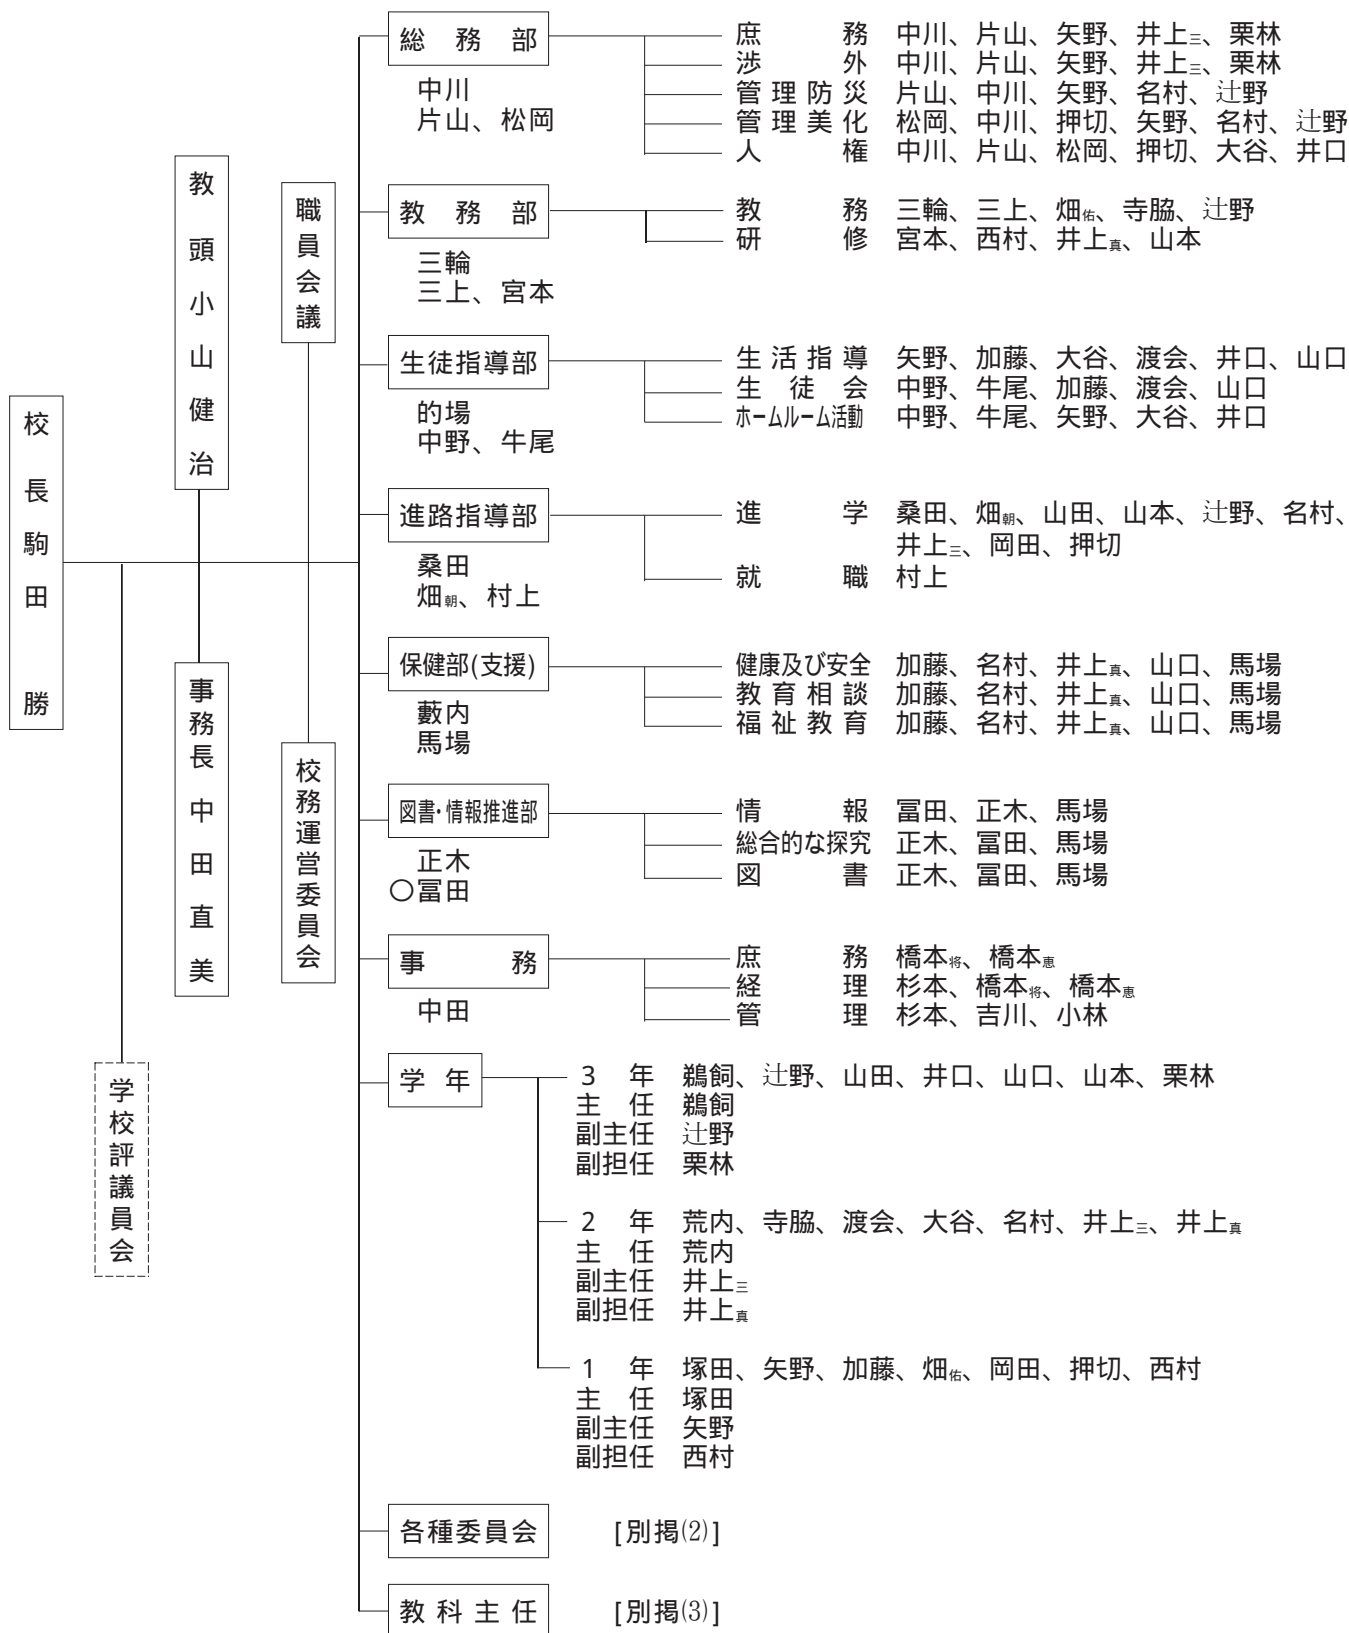 校長駒田　勝
教頭小山健治
事務長中田直美
学校評議員会
職員会議
校務運営委員会
総務部
中川
片山、松岡
庶務　中川、片山、矢野、井上三、栗林
渉外　中川、片山、矢野、井上三、栗林
管理防災　片山、中川、矢野、名村、辻野
管理美化　松岡、中川、押切、矢野、名村、辻野
人権　中川、片山、松岡、押切、大谷、井口
教務部
三輪
三上、宮本
教務　三輪、三上、畑佑、寺脇、辻野
研修　宮本、西村、井上真、山本
生徒指導部
的場
中野、牛尾
生活指導　矢野、加藤、大谷、渡会、井口、山口
生徒会　中野、牛尾、加藤、渡会、山口
ホームルーム活動　中野、牛尾、矢野、大谷、井口
進路指導部
桑田
畑朝、村上
進学　桑田、畑朝、山田、山本、辻野、名村、
井上三、岡田、押切
就職　村上
保健部(支援)
藪内
馬場
健康及び安全　加藤、名村、井上真、山口、馬場
教育相談　加藤、名村、井上真、山口、馬場
福祉教育　加藤、名村、井上真、山口、馬場
図書・情報推進部
正木
〇冨田
情報　冨田、正木、馬場
総合的な探究　正木、冨田、馬場
図書　正木、冨田、馬場
事務
中田
庶務　橋本将、橋本恵
経理　杉本、橋本将、橋本恵
管理　杉本、吉川、小林
学年
3年　鵜飼、辻野、山田、井口、山口、山本、栗林
主任　鵜飼
副主任　辻野
副担任　栗林
2年　荒内、寺脇、渡会、大谷、名村、井上三、井上真
主任　荒内
副主任　井上三
副担任　井上真
1年　塚田、矢野、加藤、畑佑、岡田、押切、西村
主任　塚田
副主任　矢野
副担任　西村
各種委員会　[別掲(2)]
教科主任　[別掲(3)]